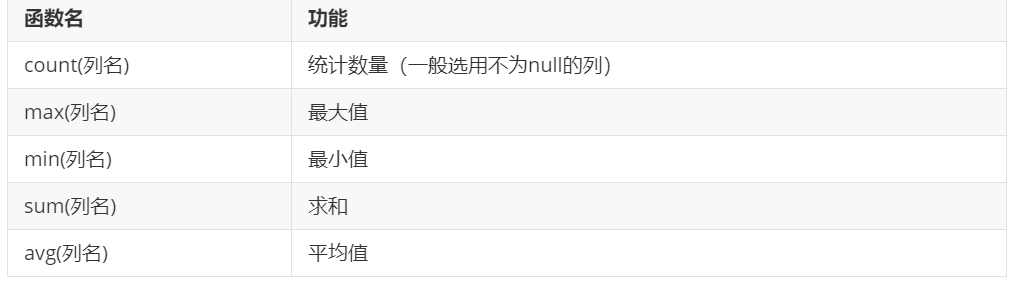 函数名 功能
count(列名) 统计数量（一般选用不为null的列）
max(列名) 最大值
min(列名) 最小值
sum(列名) 求和
avg(列名) 平均值